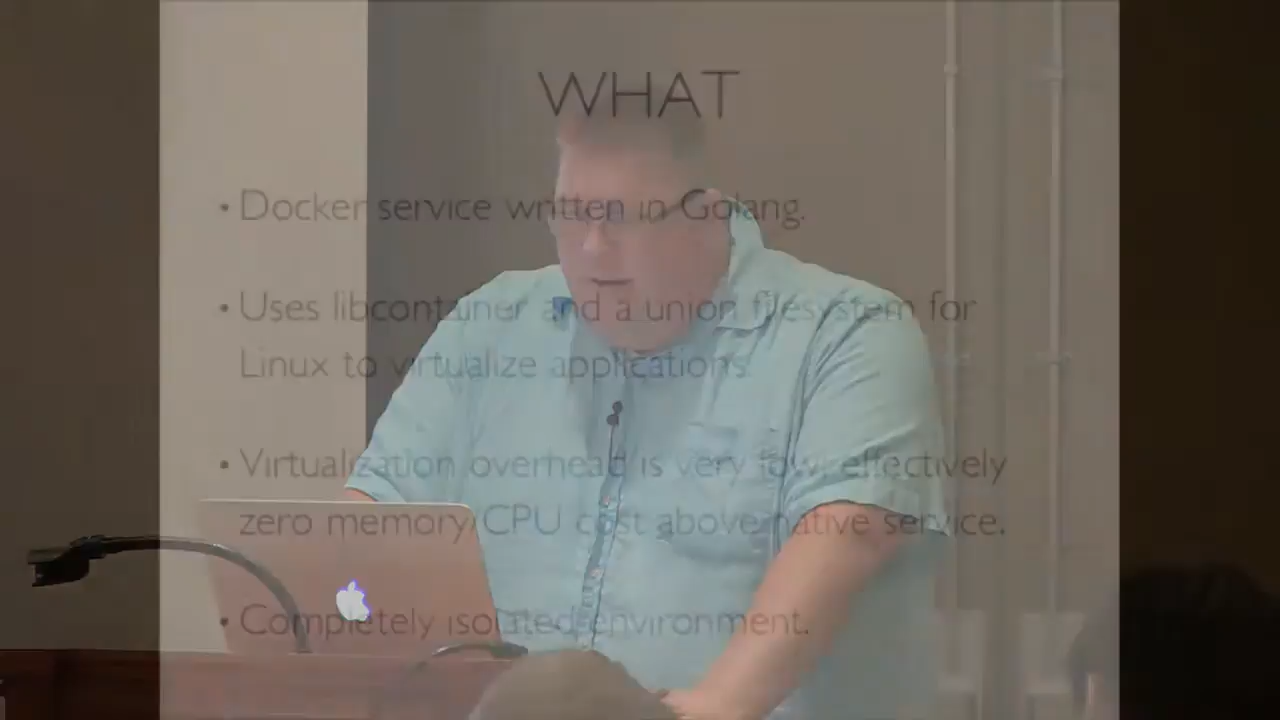 WHAT
• Docker service written in Golang.
• Uses libcontainer and a union filesystem for
Linux to virtualize applications.
• Virtualization overhead is very low, effectively
zero memory/CPU cost above native service.
• Completely isolated environment.